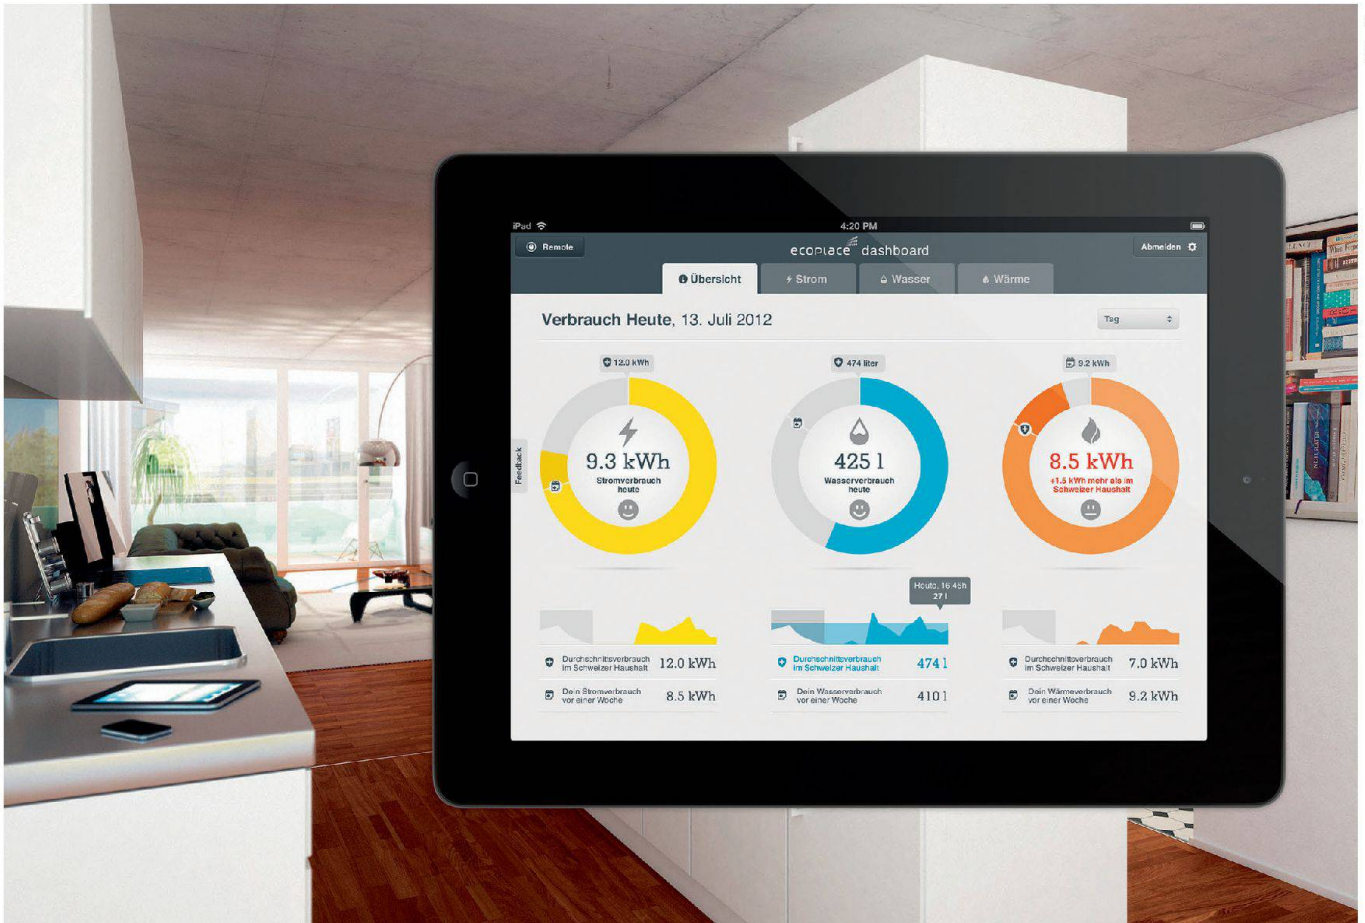 iPad
4:20 PM
Remote
ecoplace dashboard
Abmelden
Übersicht
Strom
Wasser
Wärme
Verbrauch Heute, 13. Juli 2012
Tag
12.0 kWh
474 liter
9.2 kWh
Feedback
9.3 kWh
Stromverbrauch
heute
425 l
Wasserverbrauch
heute
8.5 kWh
+1.5 kWh mehr als im
Schweizer Haushalt
Heute, 16:45h
27 l
Durchschnittsverbrauch
im Schweizer Haushalt
12.0 kWh
Durchschnittsverbrauch
im Schweizer Haushalt
474 l
Durchschnittsverbrauch
im Schweizer Haushalt
7.0 kWh
Dein Stromverbrauch
vor einer Woche
8.5 kWh
Dein Wasserverbrauch
vor einer Woche
410 l
Dein Wärmeverbrauch
vor einer Woche
9.2 kWh